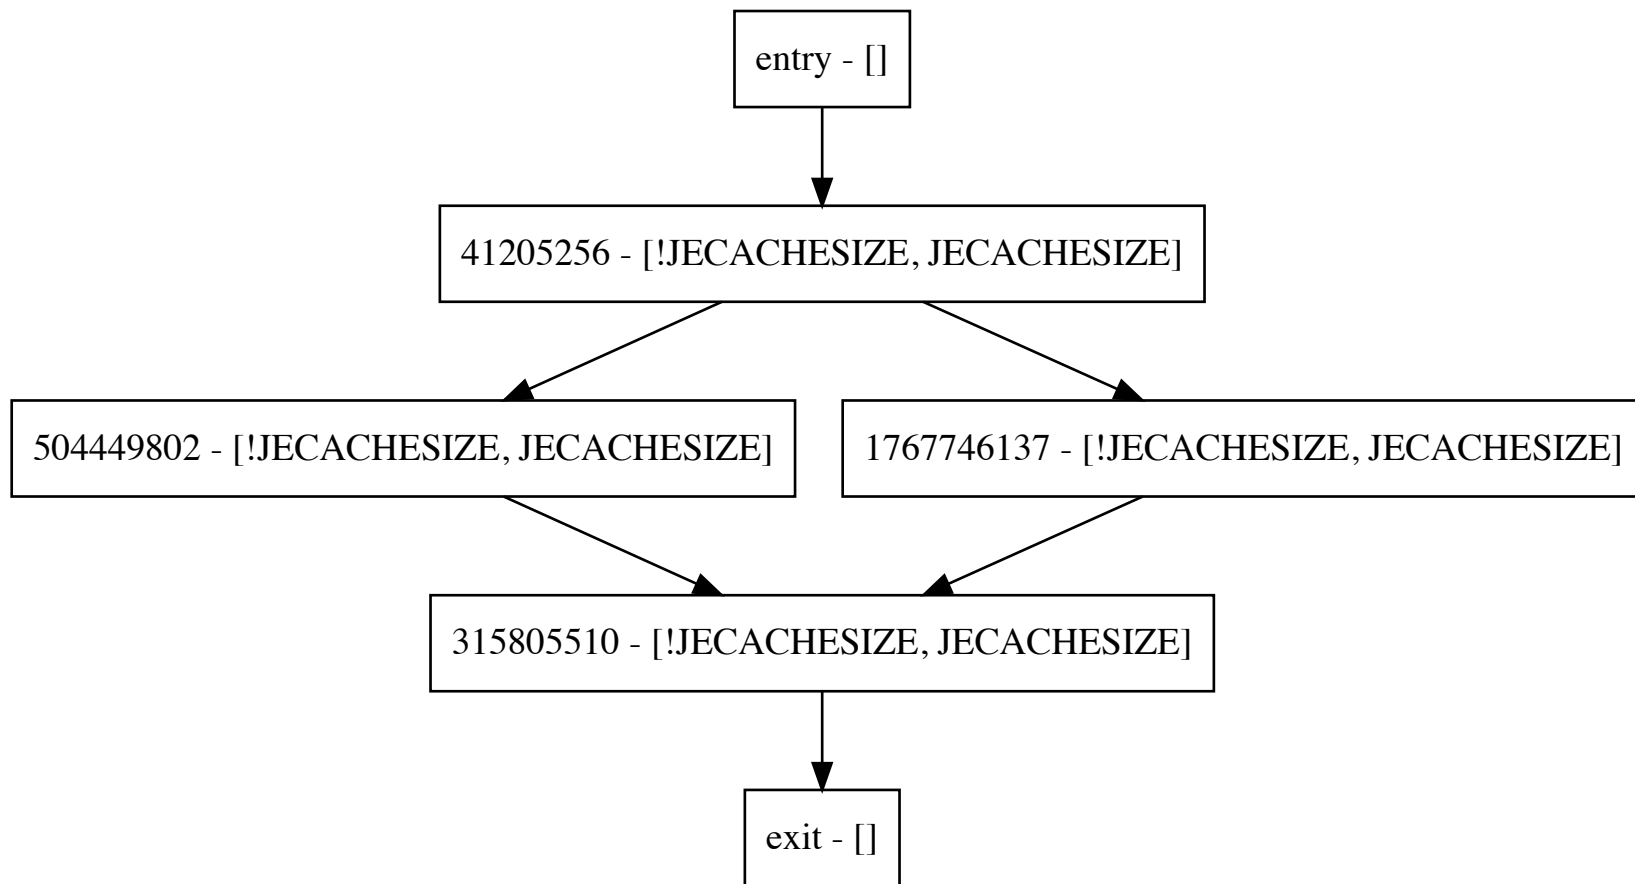 entry - []
41205256 - [!JECACHESIZE, JECACHESIZE]
504449802 - [!JECACHESIZE, JECACHESIZE]
1767746137 - [!JECACHESIZE, JECACHESIZE]
315805510 - [!JECACHESIZE, JECACHESIZE]
exit - []